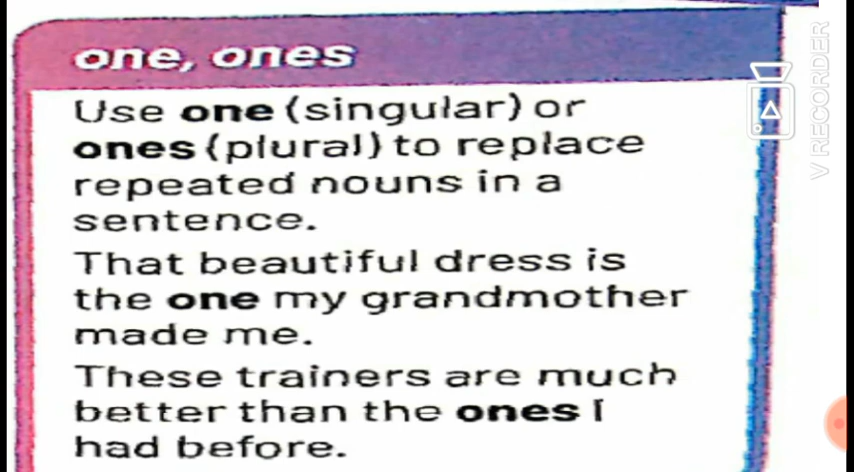 one, ones
Use one (singular) or
ones (plural) to replace
repeated nouns in a
sentence.
That beautiful dress is
the one my grandmother
made me.
These trainers are much
better than the ones I
had before.
V RECORDER